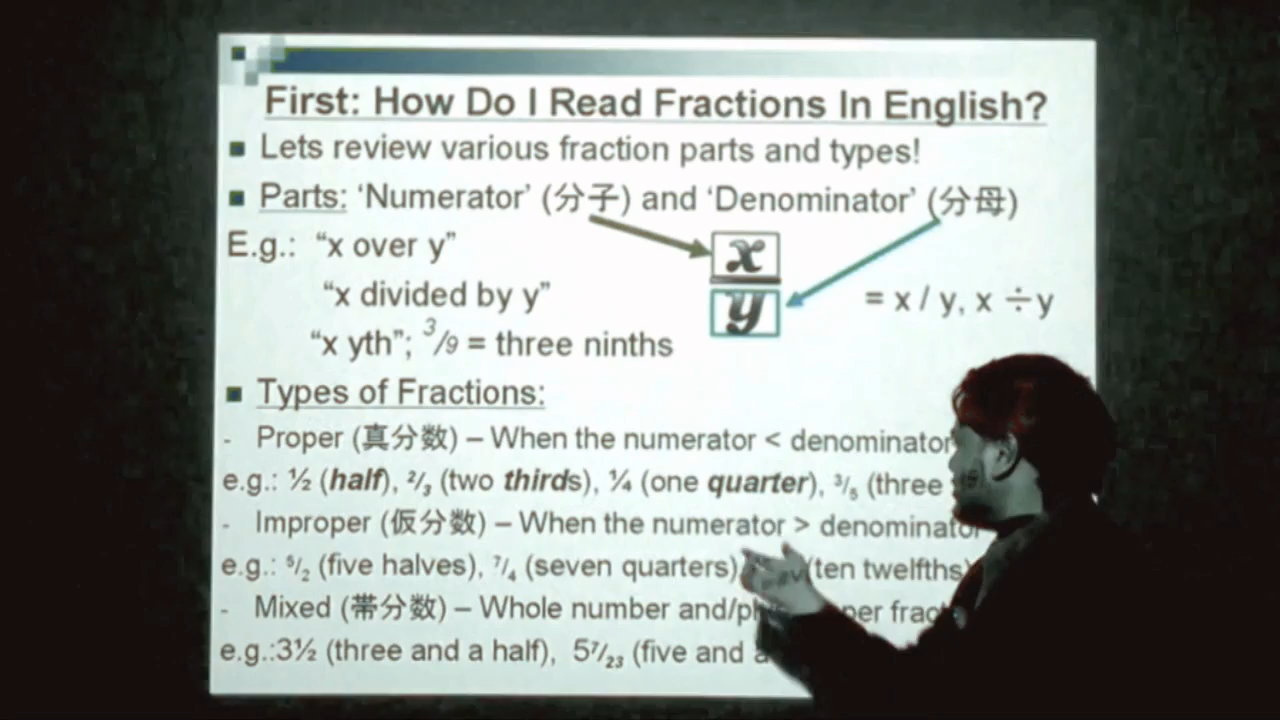 First: How Do I Read Fractions In English?
Lets review various fraction parts and types!
Parts: ‘Numerator’ (分子) and ‘Denominator’ (分母)
E.g.: “x over y”
x
“x divided by y”
y
= x / y, x ÷ y
“x yth”; 3/9 = three ninths
Types of Fractions:
- Proper (真分数) – When the numerator < denominator
e.g.: ½ (half), 2/3 (two thirds), ¼ (one quarter), 3/5 (three
- Improper (仮分数) – When the numerator > denominator
e.g.: 5/2 (five halves), 7/4 (seven quarters), (ten twelfths)
- Mixed (帯分数) – Whole number
e.g.:3½ (three and a half), 57/23 (five and